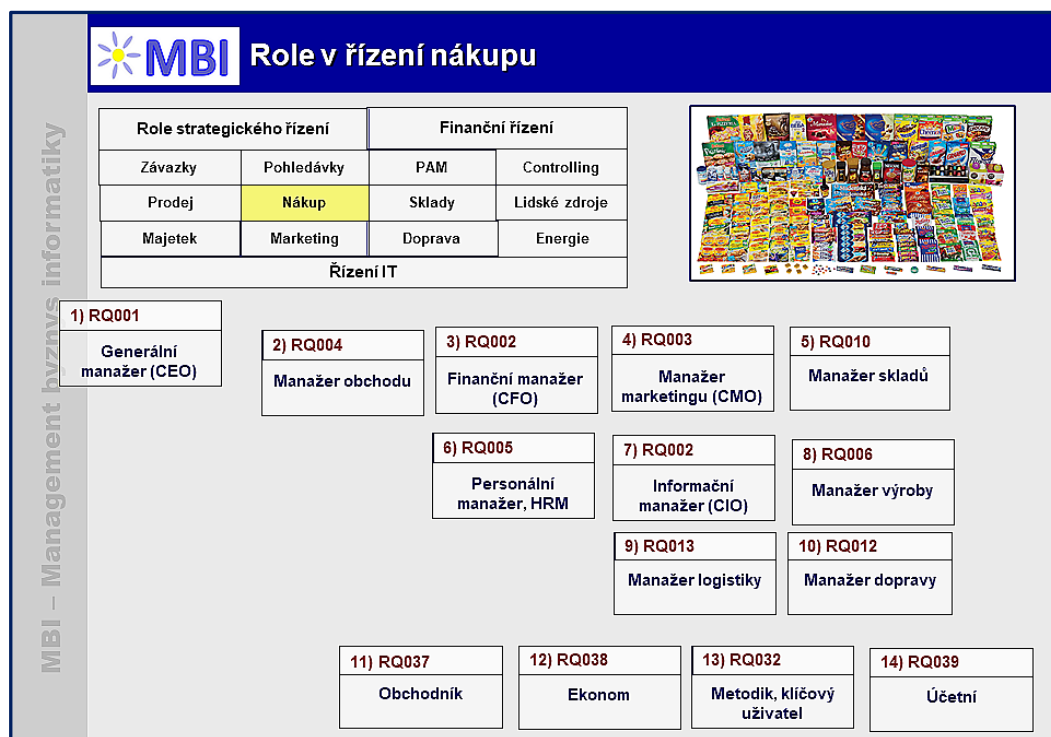 MBI
Role v řízení nákupu
MBI – Management byznys informatiky
Role strategického řízení
Finanční řízení
Závazky
Pohledávky
PAM
Controlling
Prodej
Nákup
Sklady
Lidské zdroje
Majetek
Marketing
Doprava
Energie
Řízení IT
1) RQ001
Generální
manažer (CEO)
2) RQ004
Manažer obchodu
3) RQ002
Finanční manažer
(CFO)
4) RQ003
Manažer
marketingu (CMO)
5) RQ010
Manažer skladů
6) RQ005
Personální
manažer, HRM
7) RQ002
Informační
manažer (CIO)
8) RQ006
Manažer výroby
9) RQ013
Manažer logistiky
10) RQ012
Manažer dopravy
11) RQ037
Obchodník
12) RQ038
Ekonom
13) RQ032
Metodik, klíčový
uživatel
14) RQ039
Účetní